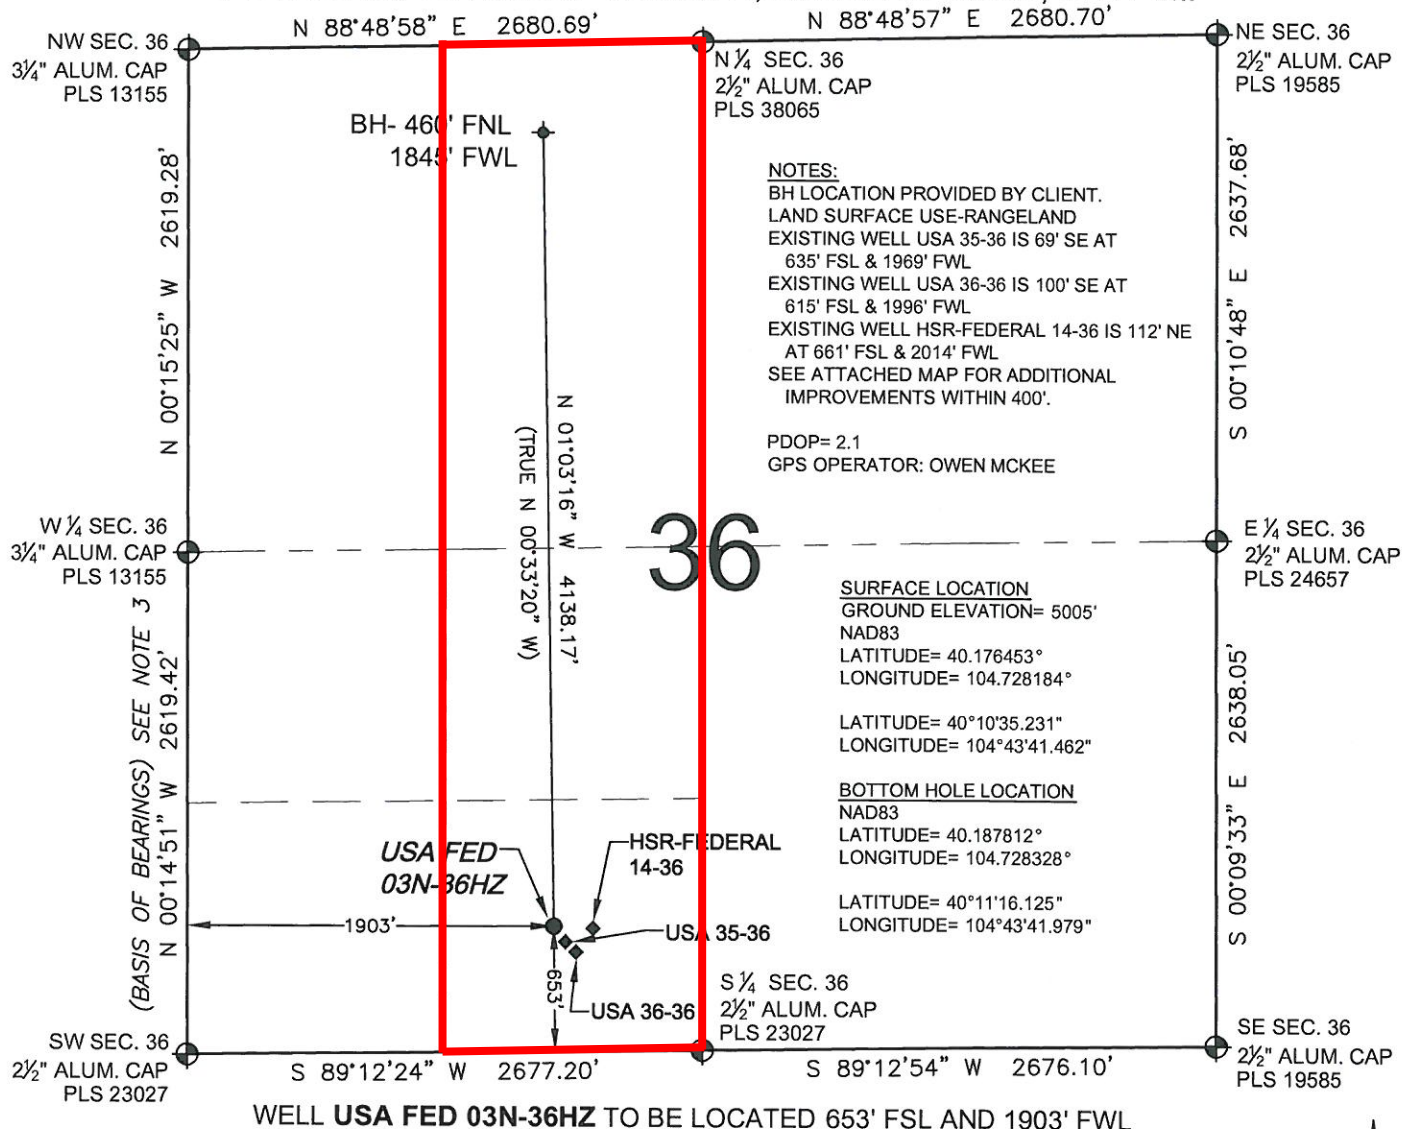 N 88°48'58" E 2680.69'
N 88°48'57" E 2680.70'
NW SEC. 36
3¼" ALUM. CAP
PLS 13155
N ¼ SEC. 36
2½" ALUM. CAP
PLS 38065
NE SEC. 36
2½" ALUM. CAP
PLS 19585
BH- 460' FNL
1845' FWL
NOTES:
BH LOCATION PROVIDED BY CLIENT.
LAND SURFACE USE-RANGELAND
EXISTING WELL USA 35-36 IS 69' SE AT
635' FSL & 1969' FWL
EXISTING WELL USA 36-36 IS 100' SE AT
615' FSL & 1996' FWL
EXISTING WELL HSR-FEDERAL 14-36 IS 112' NE
AT 661' FSL & 2014' FWL
SEE ATTACHED MAP FOR ADDITIONAL
IMPROVEMENTS WITHIN 400'.
PDOP= 2.1
GPS OPERATOR: OWEN MCKEE
N 00°15'25" W 2619.28'
S 00°10'48" E 2637.68'
N 01°03'16" W 4138.17'
(TRUE N 00°33'20" W)
36
W ¼ SEC. 36
3¼" ALUM. CAP
PLS 13155
E ¼ SEC. 36
2½" ALUM. CAP
PLS 24657
SURFACE LOCATION
GROUND ELEVATION= 5005'
NAD83
LATITUDE= 40.176453°
LONGITUDE= 104.728184°
LATITUDE= 40°10'35.231"
LONGITUDE= 104°43'41.462"
BOTTOM HOLE LOCATION
NAD83
LATITUDE= 40.187812°
LONGITUDE= 104.728328°
LATITUDE= 40°11'16.125"
LONGITUDE= 104°43'41.979"
(BASIS OF BEARINGS) SEE NOTE 3
N 00°14'51" W 2619.42'
S 00°09'33" E 2638.05'
USA FED
03N-36HZ
HSR-FEDERAL
14-36
1903'
USA 35-36
653'
USA 36-36
S ¼ SEC. 36
2½" ALUM. CAP
PLS 23027
SW SEC. 36
2½" ALUM. CAP
PLS 23027
SE SEC. 36
2½" ALUM. CAP
PLS 19585
S 89°12'24" W 2677.20'
S 89°12'54" W 2676.10'
WELL USA FED 03N-36HZ TO BE LOCATED 653' FSL AND 1903' FWL